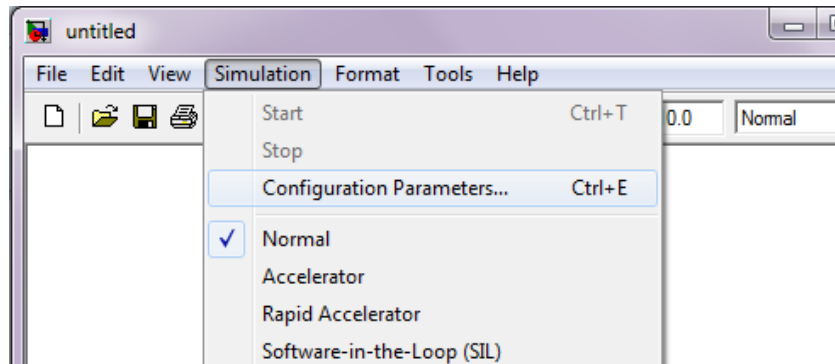 untitled
File Edit View Simulation Format Tools Help
0.0 Normal
Start Ctrl+T
Stop
Configuration Parameters... Ctrl+E
Normal
Accelerator
Rapid Accelerator
Software-in-the-Loop (SIL)